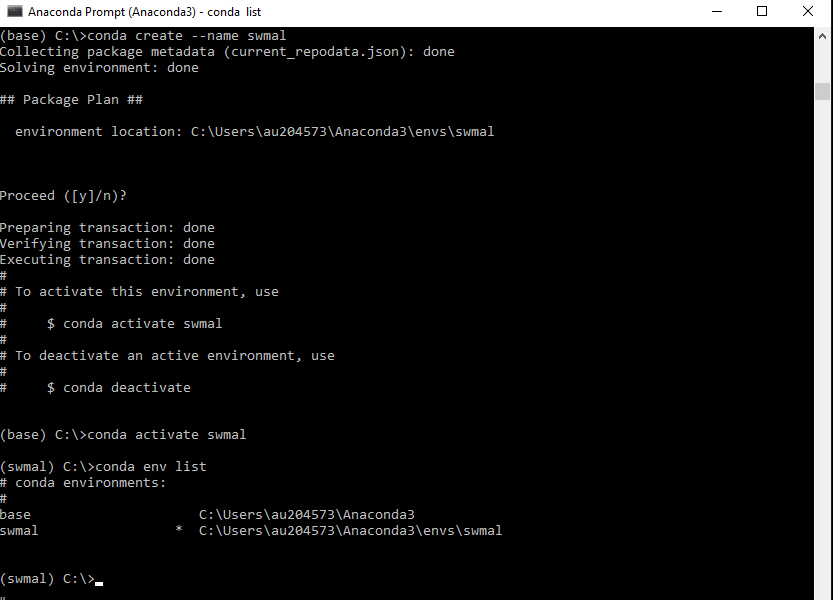 Anaconda Prompt (Anaconda3) - conda list
(base) C:\>conda create --name swmal
Collecting package metadata (current_repodata.json): done
Solving environment: done
## Package Plan ##
environment location: C:\Users\au204573\Anaconda3\envs\swmal
Proceed ([y]/n)?
Preparing transaction: done
Verifying transaction: done
Executing transaction: done
#
# To activate this environment, use
#
#     $ conda activate swmal
#
# To deactivate an active environment, use
#
#     $ conda deactivate
(base) C:\>conda activate swmal
(swmal) C:\>conda env list
# conda environments:
#
base                     C:\Users\au204573\Anaconda3
swmal                 *  C:\Users\au204573\Anaconda3\envs\swmal
(swmal) C:\>
#